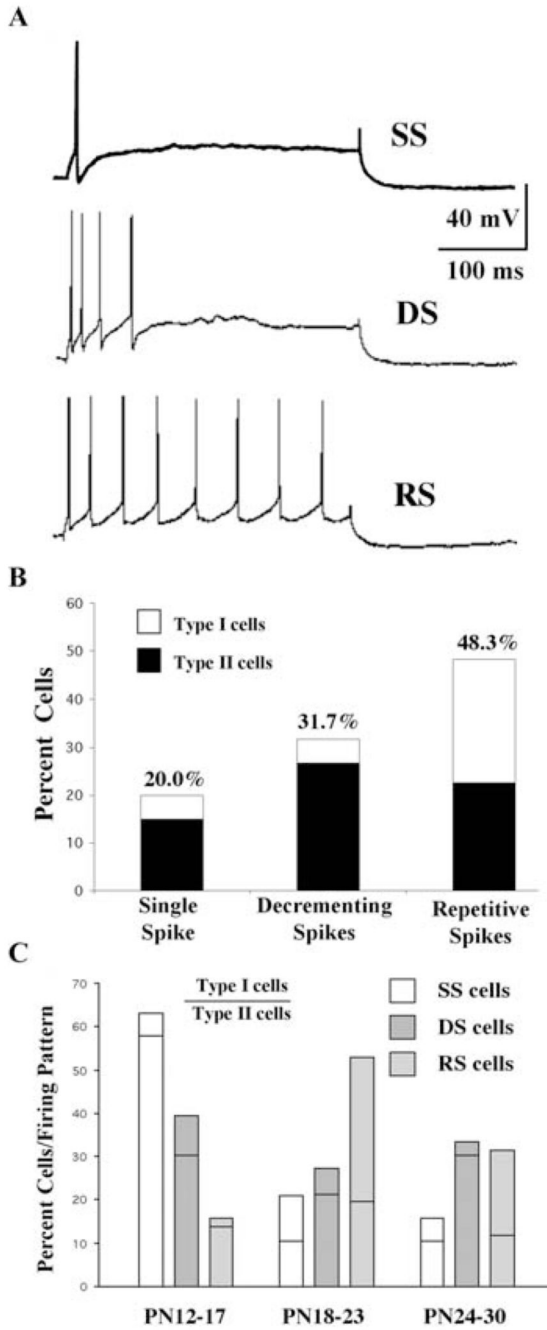 A
SS
40 mV
100 ms
DS
RS
B
60
50
40
30
20
10
0
Percent Cells
Type I cells
Type II cells
20.0%
31.7%
48.3%
Single
Spike
Decrementing
Spikes
Repetitive
Spikes
C
70
60
50
40
30
20
10
0
Percent Cells/Firing Pattern
Type I cells
Type II cells
SS cells
DS cells
RS cells
PN12-17
PN18-23
PN24-30